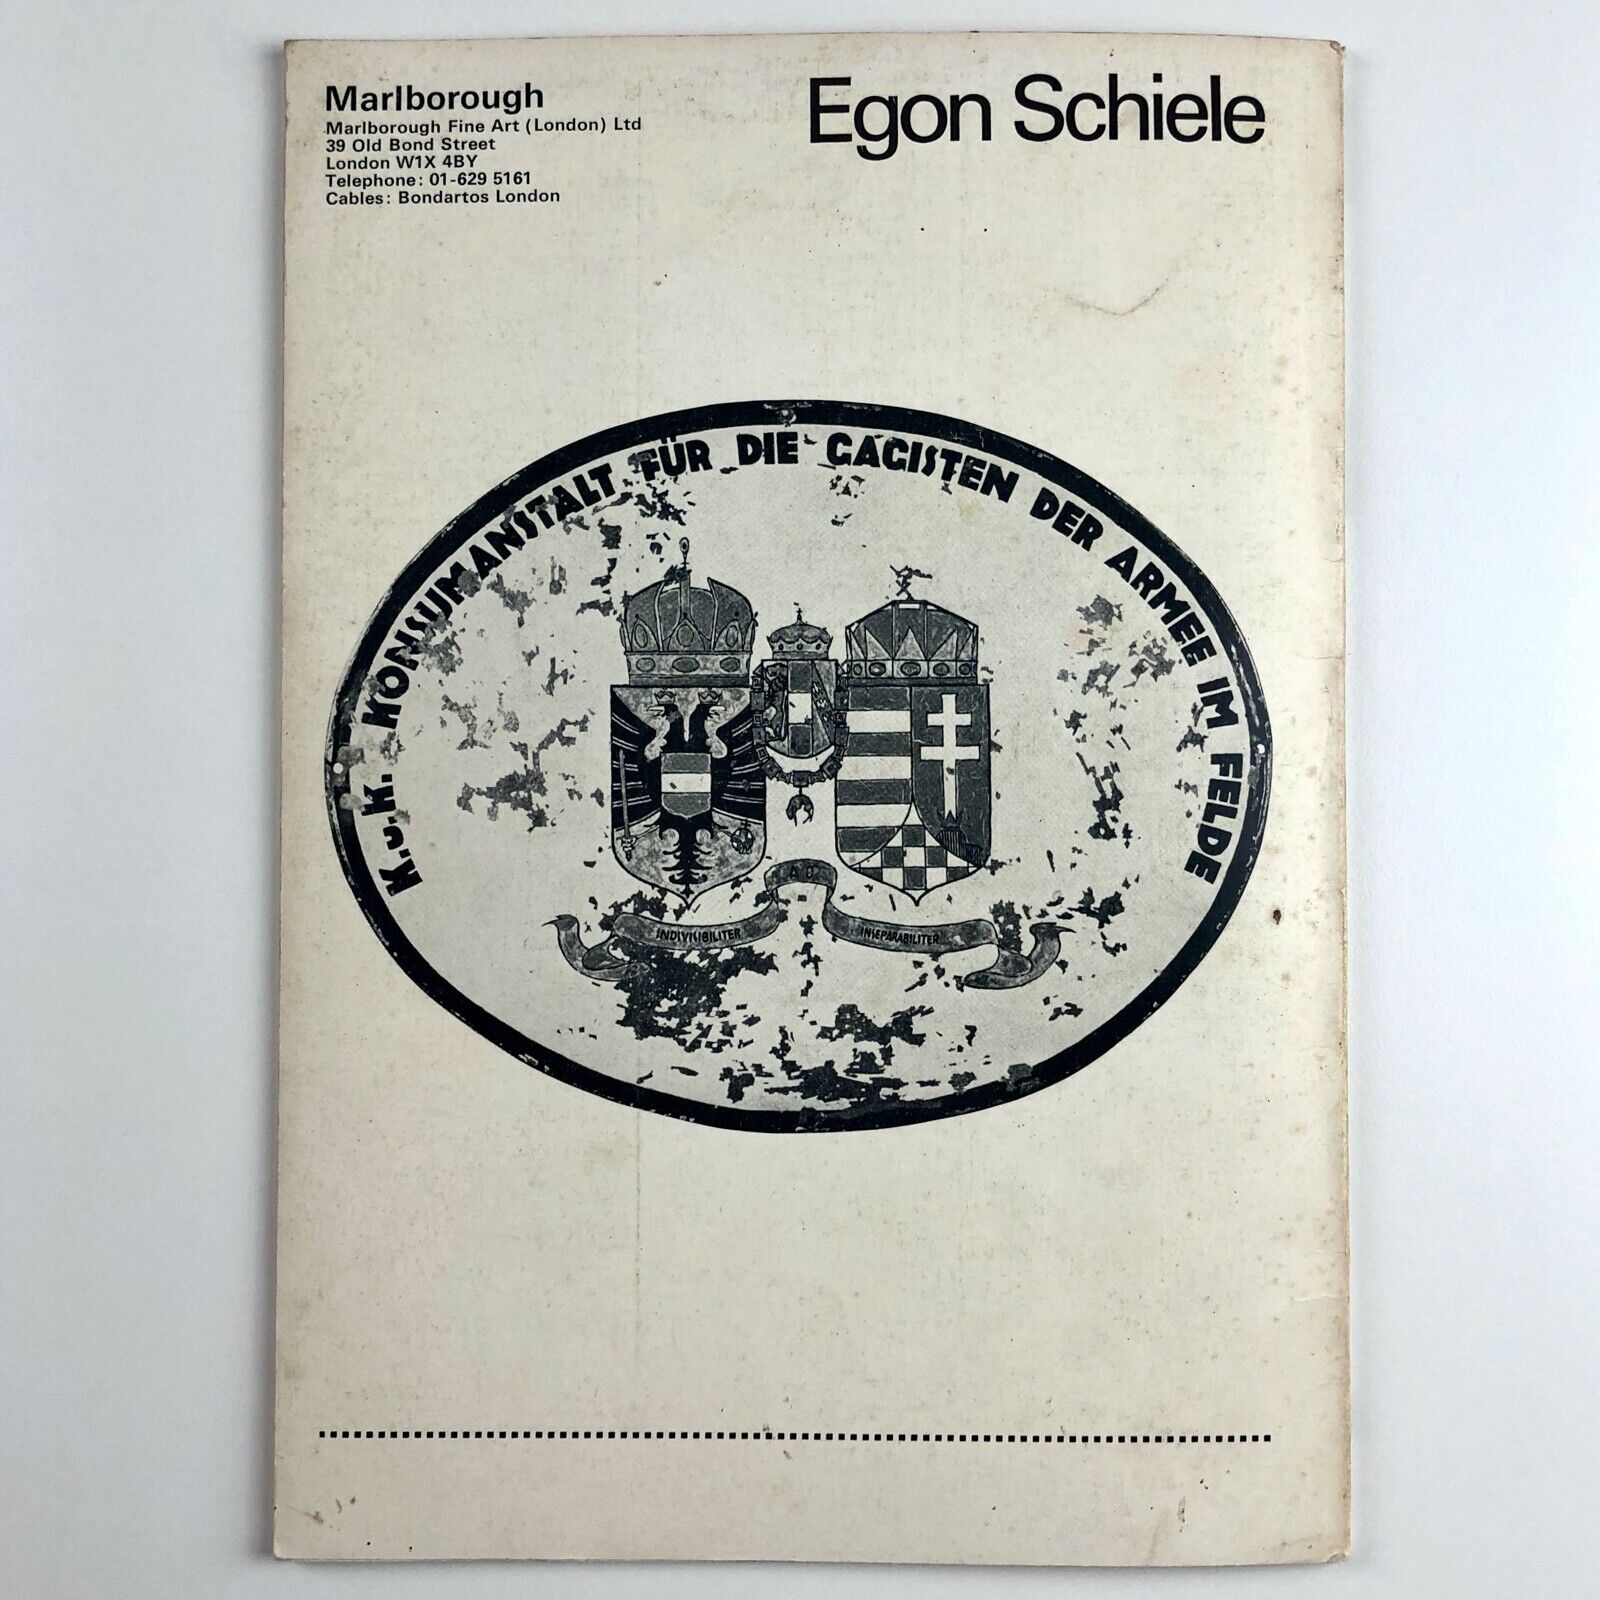 Marlborough
Marlborough Fine Art (London) Ltd
39 Old Bond Street
London W1X 4BY
Telephone: 01-629 5161
Cables: Bondartos London
Egon Schiele
K.u.K. KONSUMANSTALT FÜR DIE GAGISTEN DER ARMEE IM FELDE
AC
INDIVISIBILITER
INSEPARABILITER